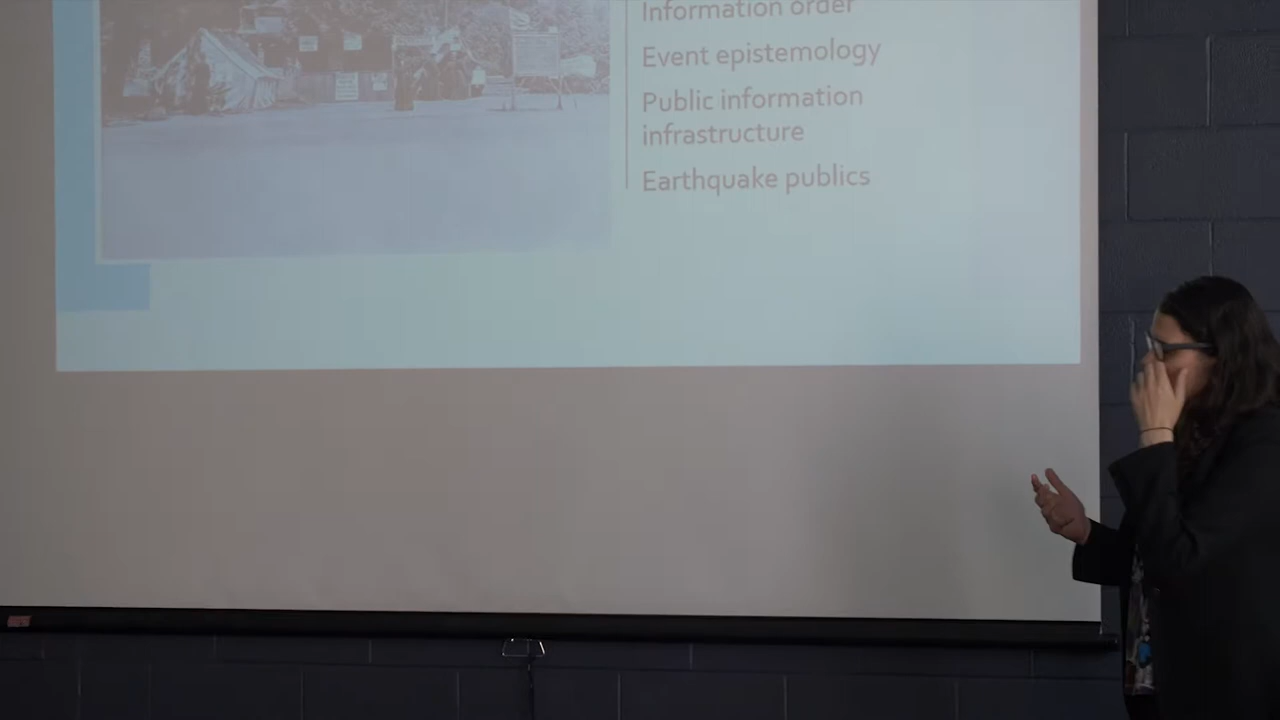 Information order
Event epistemology
Public information
infrastructure
Earthquake publics